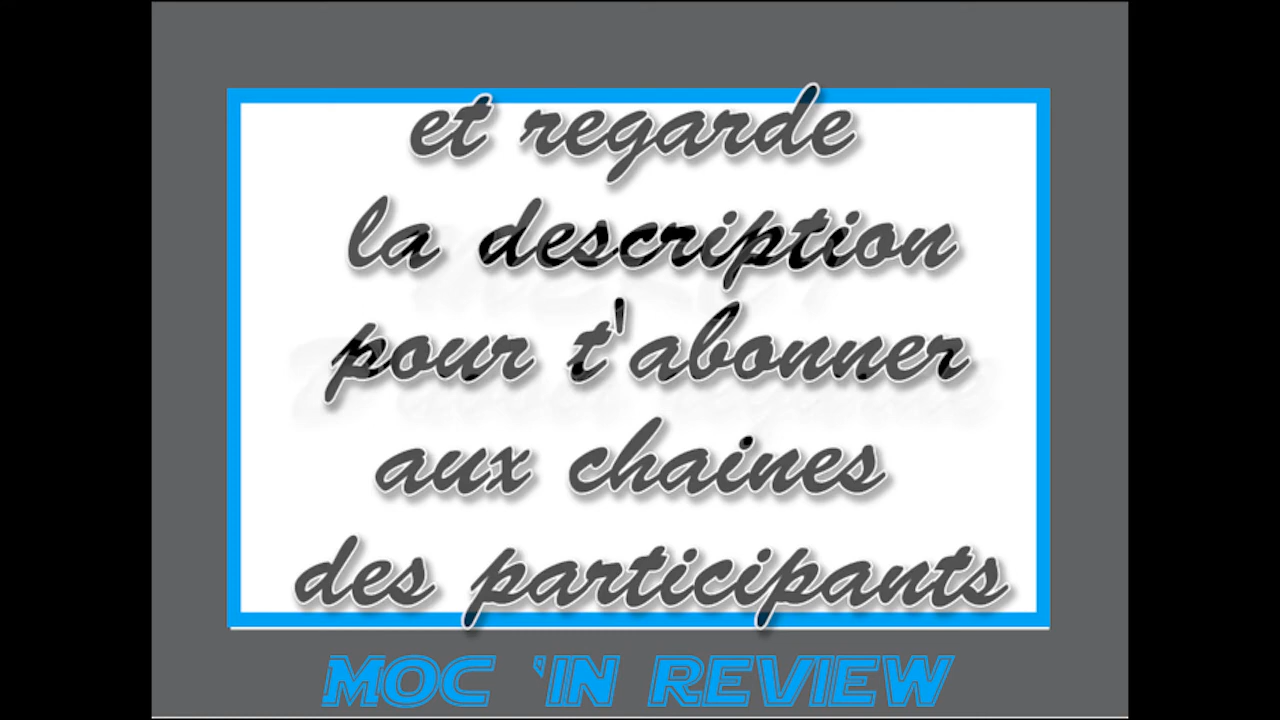 et regarde
la description
pour t'abonner
aux chaines
des participants
MOC 'IN REVIEW